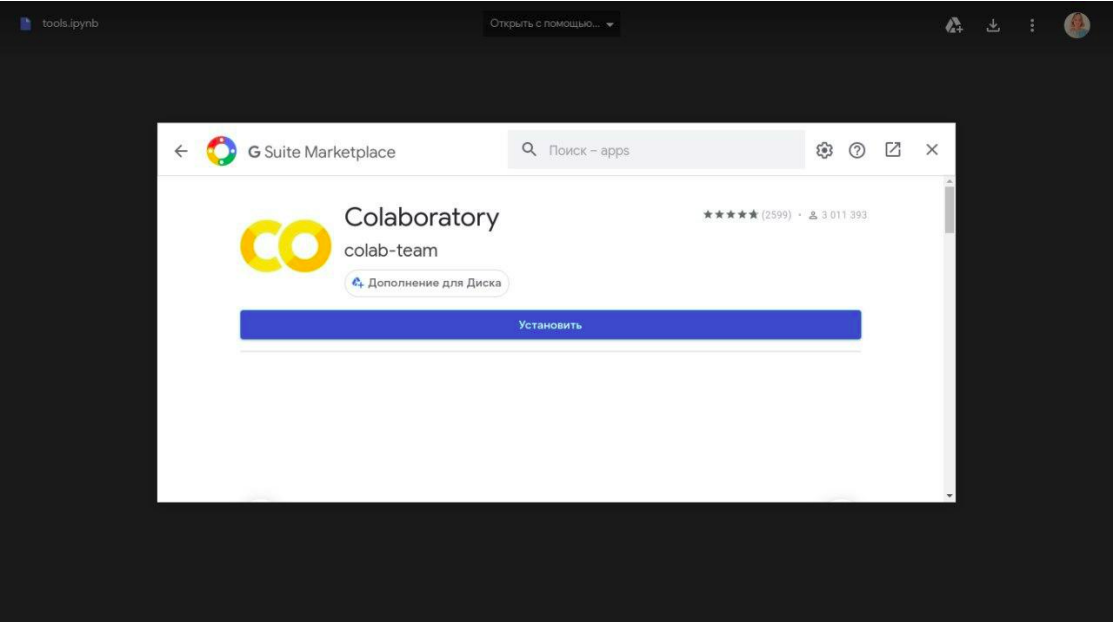 tools.ipynb
Открыть с помощью...
G Suite Marketplace
Поиск – apps
Colaboratory
(2599) • 3 011 393
colab-team
Дополнение для Диска
Установить